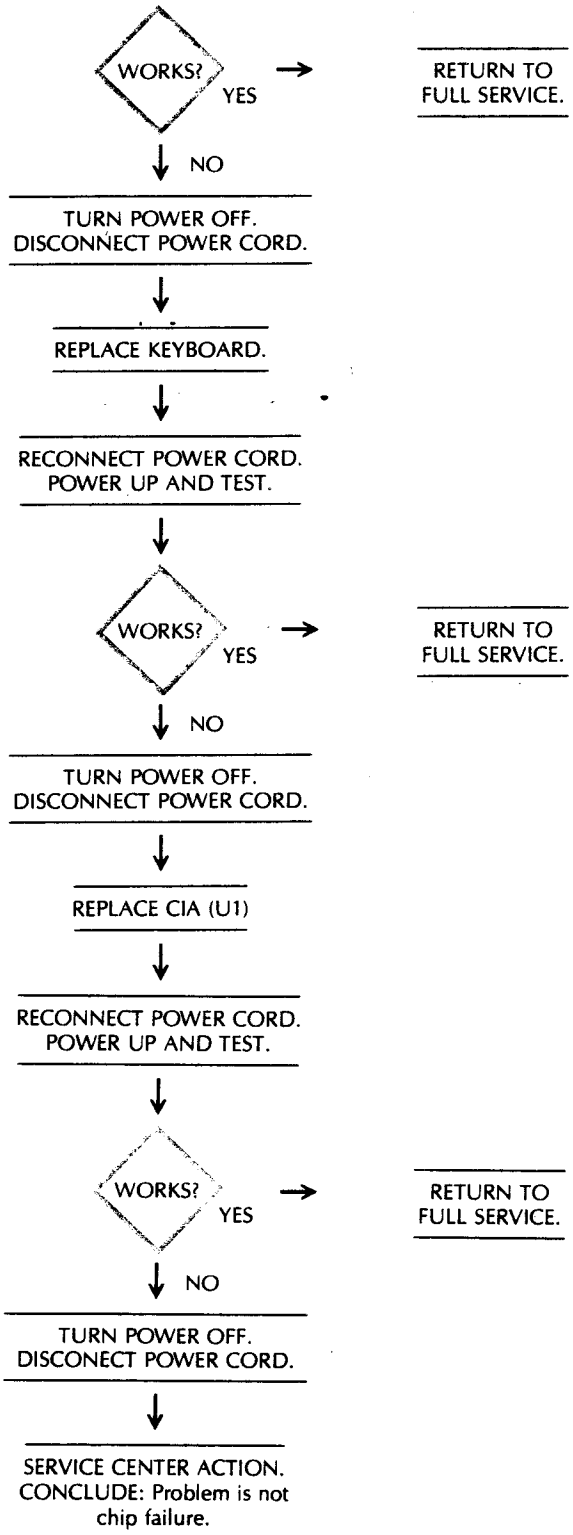 WORKS?
YES
RETURN TO
FULL SERVICE.
NO
TURN POWER OFF.
DISCONNECT POWER CORD.
REPLACE KEYBOARD.
RECONNECT POWER CORD.
POWER UP AND TEST.
WORKS?
YES
RETURN TO
FULL SERVICE.
NO
TURN POWER OFF.
DISCONNECT POWER CORD.
REPLACE CIA (U1)
RECONNECT POWER CORD.
POWER UP AND TEST.
WORKS?
YES
RETURN TO
FULL SERVICE.
NO
TURN POWER OFF.
DISCONECT POWER CORD.
SERVICE CENTER ACTION.
CONCLUDE: Problem is not
chip failure.